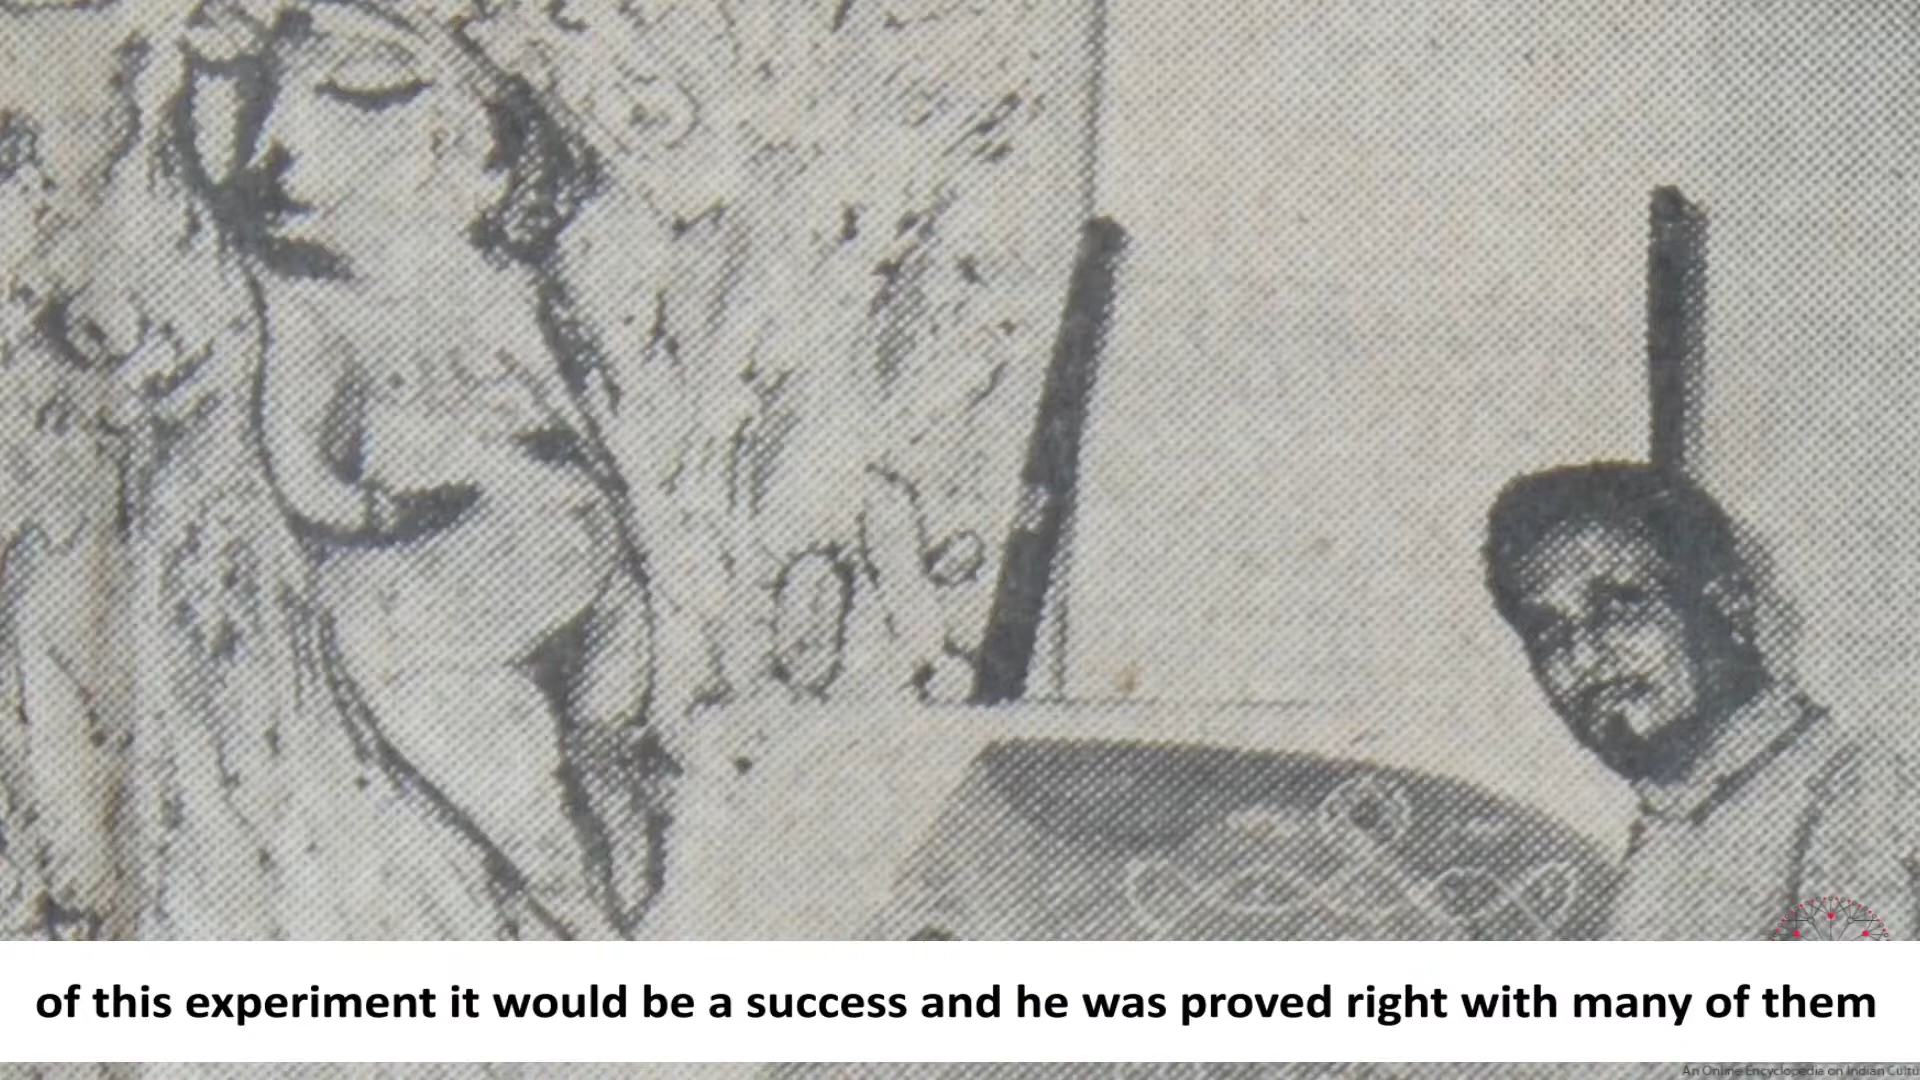 of this experiment it would be a success and he was proved right with many of them
An Online Encyclopedia on Indian Cultu